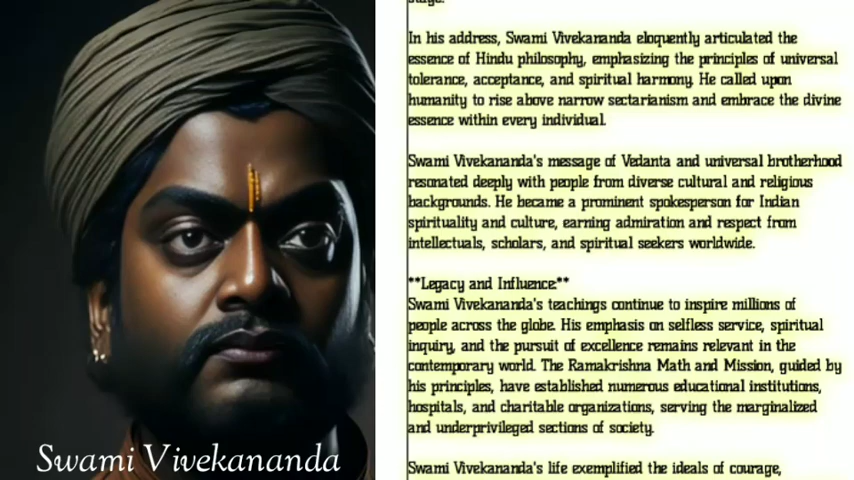 Swami Vivekananda
stage.
In his address, Swami Vivekananda eloquently articulated the
essence of Hindu philosophy, emphasizing the principles of universal
tolerance, acceptance, and spiritual harmony. He called upon
humanity to rise above narrow sectarianism and embrace the divine
essence within every individual.
Swami Vivekananda's message of Vedanta and universal brotherhood
resonated deeply with people from diverse cultural and religious
backgrounds. He became a prominent spokesperson for Indian
spirituality and culture, earning admiration and respect from
intellectuals, scholars, and spiritual seekers worldwide.
**Legacy and Influence:**
Swami Vivekananda's teachings continue to inspire millions of
people across the globe. His emphasis on selfless service, spiritual
inquiry, and the pursuit of excellence remains relevant in the
contemporary world. The Ramakrishna Math and Mission, guided by
his principles, have established numerous educational institutions,
hospitals, and charitable organizations, serving the marginalized
and underprivileged sections of society.
Swami Vivekananda's life exemplified the ideals of courage,